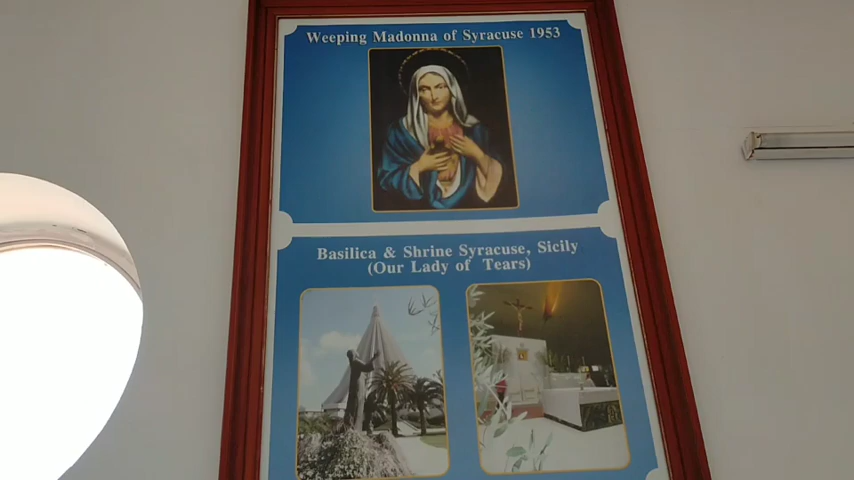 Weeping Madonna of Syracuse 1953
Basilica & Shrine Syracuse, Sicily
(Our Lady of Tears)